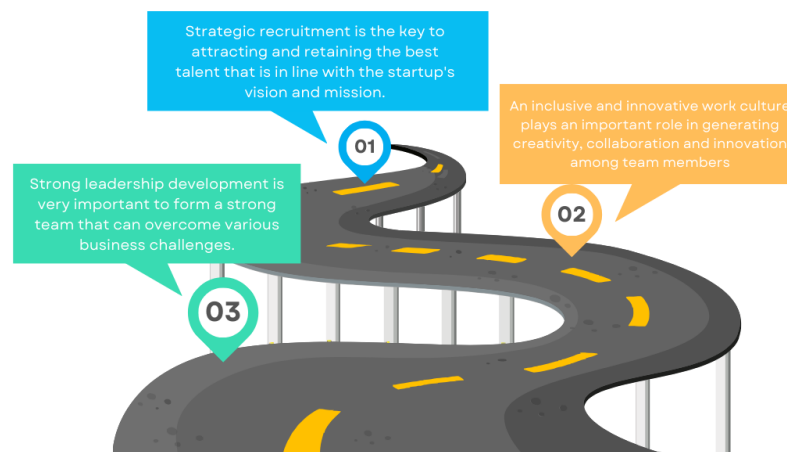 Strategic recruitment is the key to
attracting and retaining the best
talent that is in line with the startup's
vision and mission.
01
An inclusive and innovative work culture
plays an important role in generating
creativity, collaboration and innovation
among team members
02
Strong leadership development is
very important to form a strong
team that can overcome various
business challenges.
03